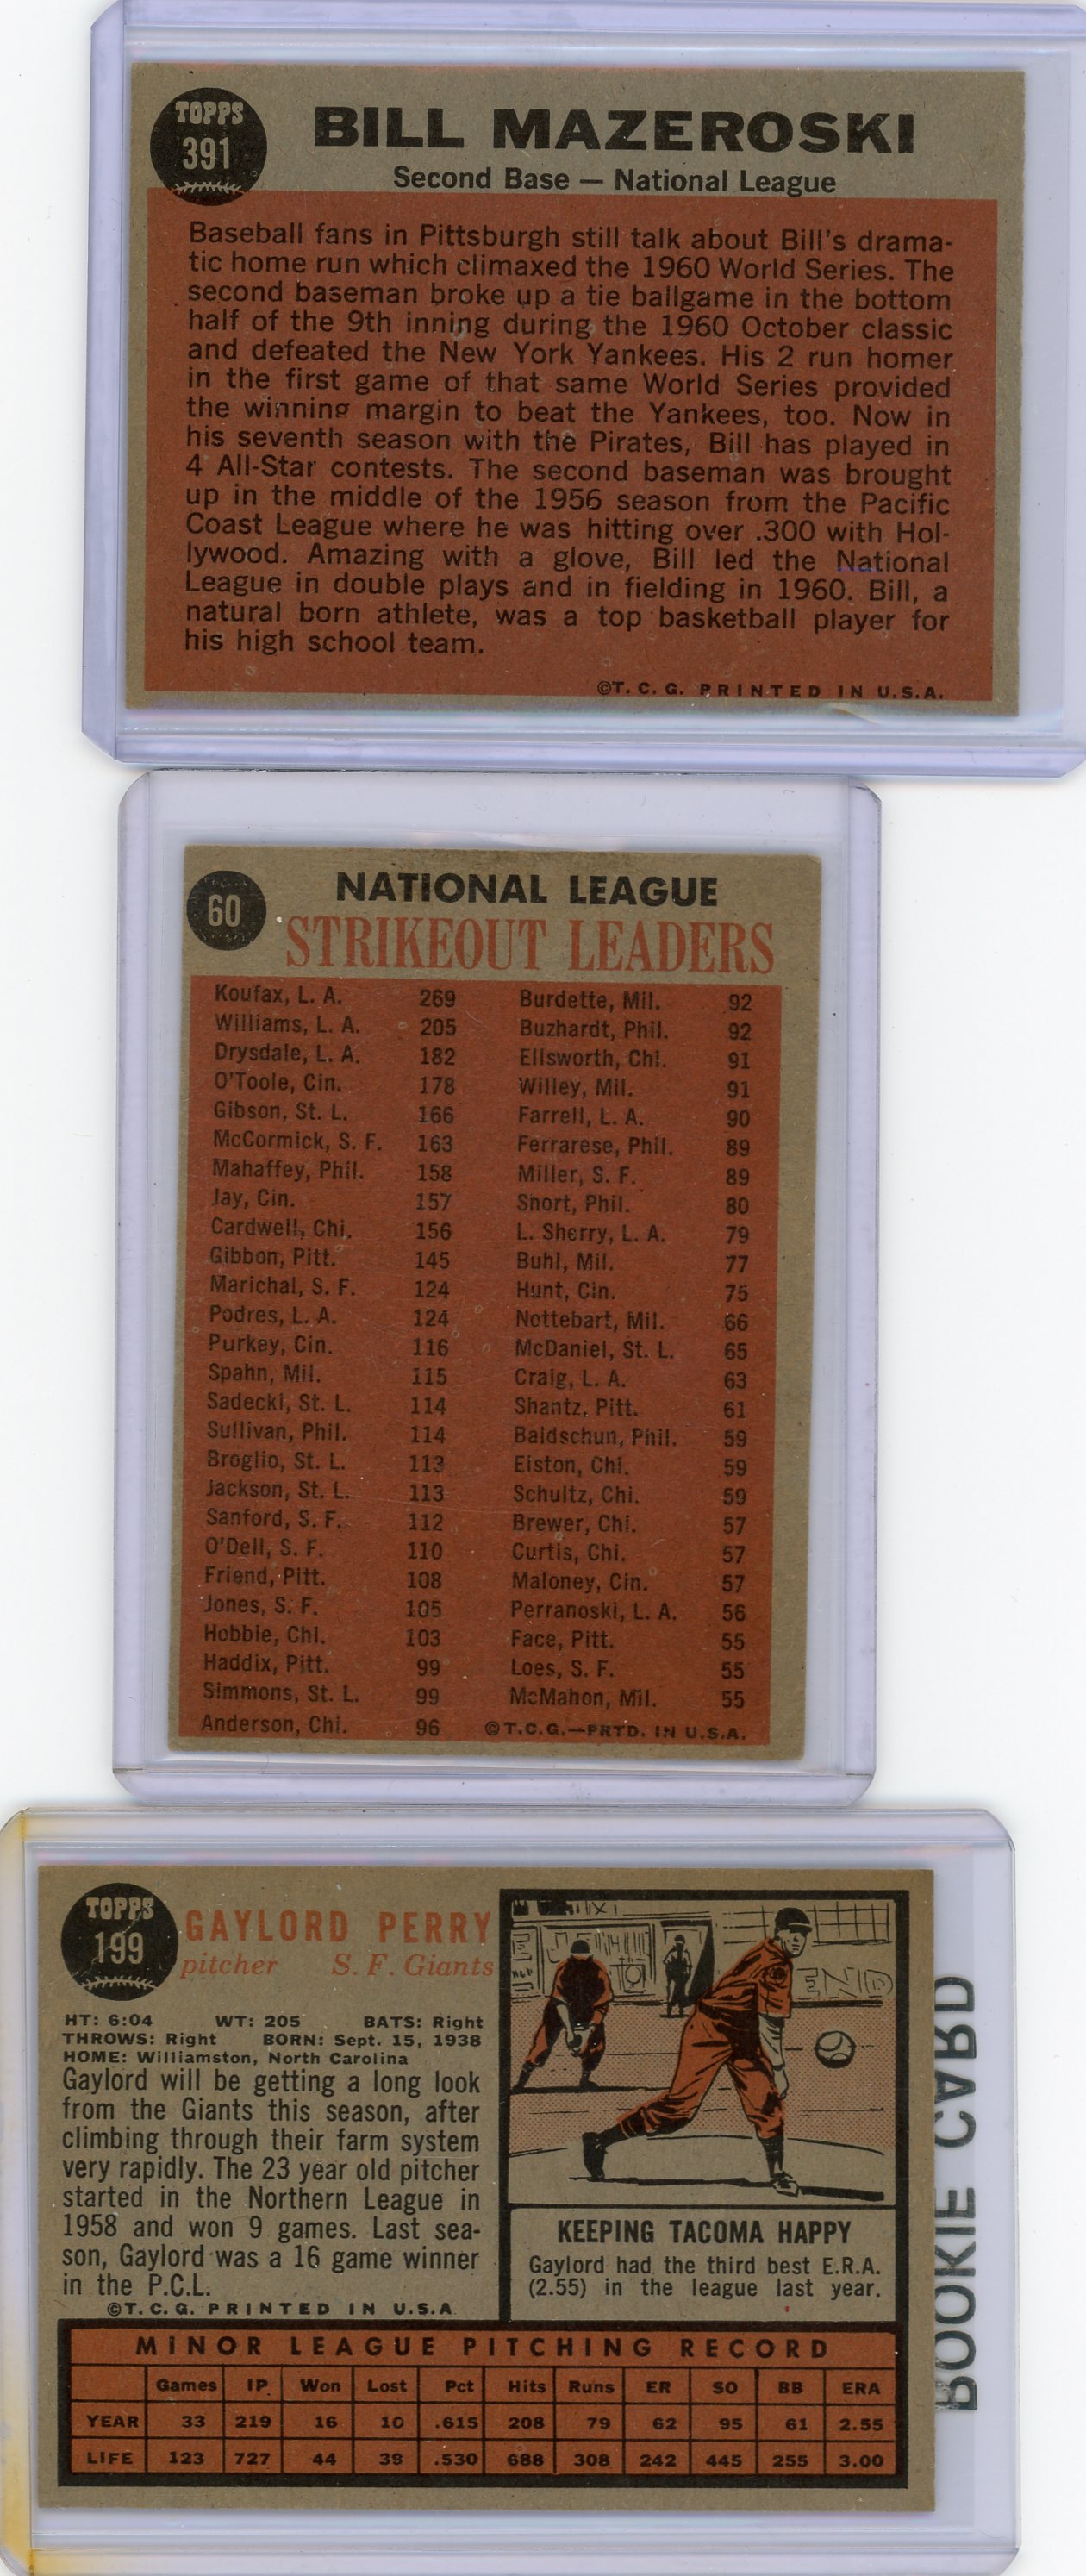 TOPPS
391
BILL MAZEROSKI
Second Base — National League
Baseball fans in Pittsburgh still talk about Bill's drama-
tic home run which climaxed the 1960 World Series. The
second baseman broke up a tie ballgame in the bottom
half of the 9th inning during the 1960 October classic
and defeated the New York Yankees. His 2 run homer
in the first game of that same World Series provided
the winning margin to beat the Yankees, too. Now in
his seventh season with the Pirates, Bill has played in
4 All-Star contests. The second baseman was brought
up in the middle of the 1956 season from the Pacific
Coast League where he was hitting over .300 with Hol-
lywood. Amazing with a glove, Bill led the National
League in double plays and in fielding in 1960. Bill, a
natural born athlete, was a top basketball player for
his high school team.
©T. C. G. PRINTED IN U.S.A.
60
NATIONAL LEAGUE
STRIKEOUT LEADERS
Koufax, L. A. 269 Burdette, Mil. 92
Williams, L. A. 205 Buzhardt, Phil. 92
Drysdale, L. A. 182 Ellsworth, Chi. 91
O'Toole, Cin. 178 Willey, Mil. 91
Gibson, St. L. 166 Farrell, L. A. 90
McCormick, S. F. 163 Ferrarese, Phil. 89
Mahaffey, Phil. 158 Miller, S. F. 89
Jay, Cin. 157 Short, Phil. 80
Cardwell, Chi. 156 L. Sherry, L. A. 79
Gibbon, Pitt. 145 Buhl, Mil. 77
Marichal, S. F. 124 Hunt, Cin. 75
Podres, L. A. 124 Nottebart, Mil. 66
Purkey, Cin. 116 McDaniel, St. L. 65
Spahn, Mil. 115 Craig, L. A. 63
Sadecki, St. L. 114 Shantz, Pitt. 61
Sullivan, Phil. 114 Baldschun, Phil. 59
Broglio, St. L. 113 Elston, Chi. 59
Jackson, St. L. 113 Schultz, Chi. 59
Sanford, S. F. 112 Brewer, Chi. 57
O'Dell, S. F. 110 Curtis, Chi. 57
Friend, Pitt. 108 Maloney, Cin. 57
Jones, S. F. 105 Perranoski, L. A. 56
Hobbie, Chi. 103 Face, Pitt. 55
Haddix, Pitt. 99 Loes, S. F. 55
Simmons, St. L. 99 McMahon, Mil. 55
Anderson, Chi. 96 ©T.C.G.—PRTD. IN U.S.A.
TOPPS
199
GAYLORD PERRY
pitcher S. F. Giants
HT: 6:04 WT: 205 BATS: Right
THROWS: Right BORN: Sept. 15, 1938
HOME: Williamston, North Carolina
Gaylord will be getting a long look
from the Giants this season, after
climbing through their farm system
very rapidly. The 23 year old pitcher
started in the Northern League in
1958 and won 9 games. Last sea-
son, Gaylord was a 16 game winner
in the P.C.L.
©T. C. G. PRINTED IN U.S.A
END
KEEPING TACOMA HAPPY
Gaylord had the third best E.R.A.
(2.55) in the league last year.
MINOR LEAGUE PITCHING RECORD
Games IP Won Lost Pct Hits Runs ER SO BB ERA
YEAR 33 219 16 10 .615 208 79 62 95 61 2.55
LIFE 123 727 44 39 .530 688 308 242 445 255 3.00
ROOKIE CARD